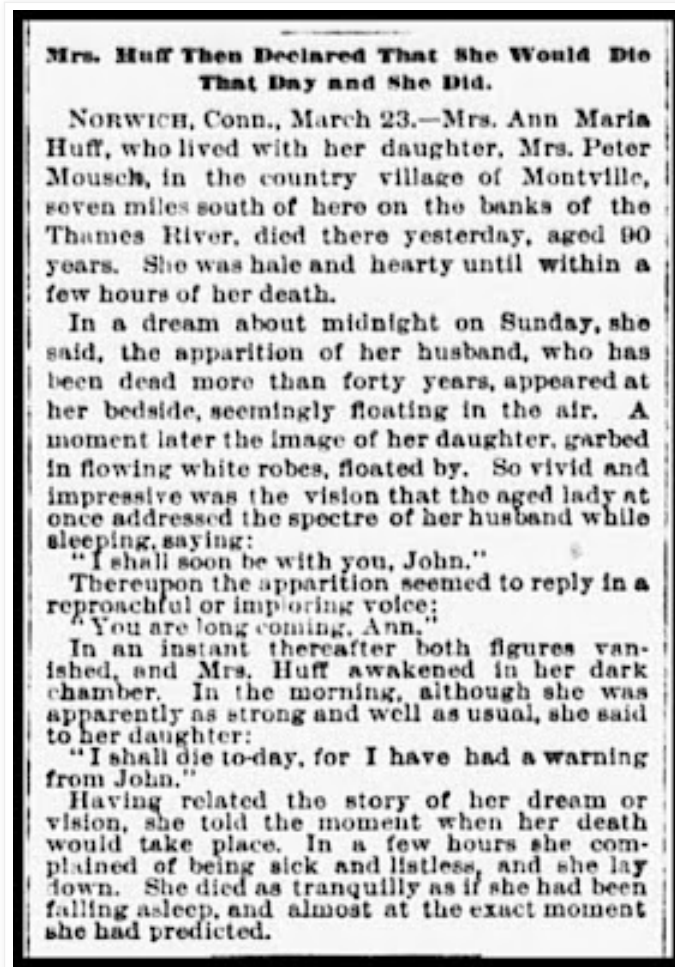 Mrs. Huff Then Declared That She Would Die
That Day and She Did.
NORWICH, Conn., March 23.—Mrs. Ann Maria
Huff, who lived with her daughter, Mrs. Peter
Mousch, in the country village of Montville,
seven miles south of here on the banks of the
Thames River, died there yesterday, aged 90
years. She was hale and hearty until within a
few hours of her death.
In a dream about midnight on Sunday, she
said, the apparition of her husband, who has
been dead more than forty years, appeared at
her bedside, seemingly floating in the air. A
moment later the image of her daughter, garbed
in flowing white robes, floated by. So vivid and
impressive was the vision that the aged lady at
once addressed the spectre of her husband while
sleeping, saying:
"I shall soon be with you, John."
Thereupon the apparition seemed to reply in a
reproachful or imploring voice:
"You are long coming, Ann."
In an instant thereafter both figures van-
ished, and Mrs. Huff awakened in her dark
chamber. In the morning, although she was
apparently as strong and well as usual, she said
to her daughter:
"I shall die to-day, for I have had a warning
from John."
Having related the story of her dream or
vision, she told the moment when her death
would take place. In a few hours she com-
plained of being sick and listless, and she lay
down. She died as tranquilly as if she had been
falling asleep, and almost at the exact moment
she had predicted.